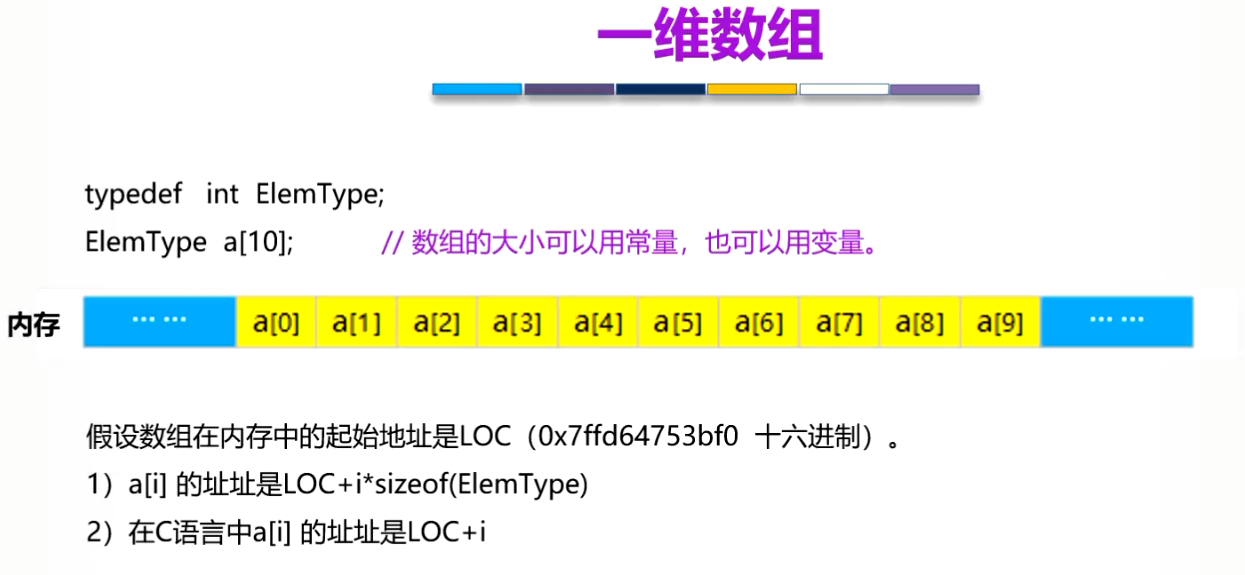 一维数组
typedef int ElemType;
ElemType a[10]; // 数组的大小可以用常量，也可以用变量。
内存 ··· ··· a[0] a[1] a[2] a[3] a[4] a[5] a[6] a[7] a[8] a[9] ··· ···
假设数组在内存中的起始地址是LOC（0x7ffd64753bf0 十六进制）。
1）a[i] 的址址是LOC+i*sizeof(ElemType)
2）在C语言中a[i] 的址址是LOC+i